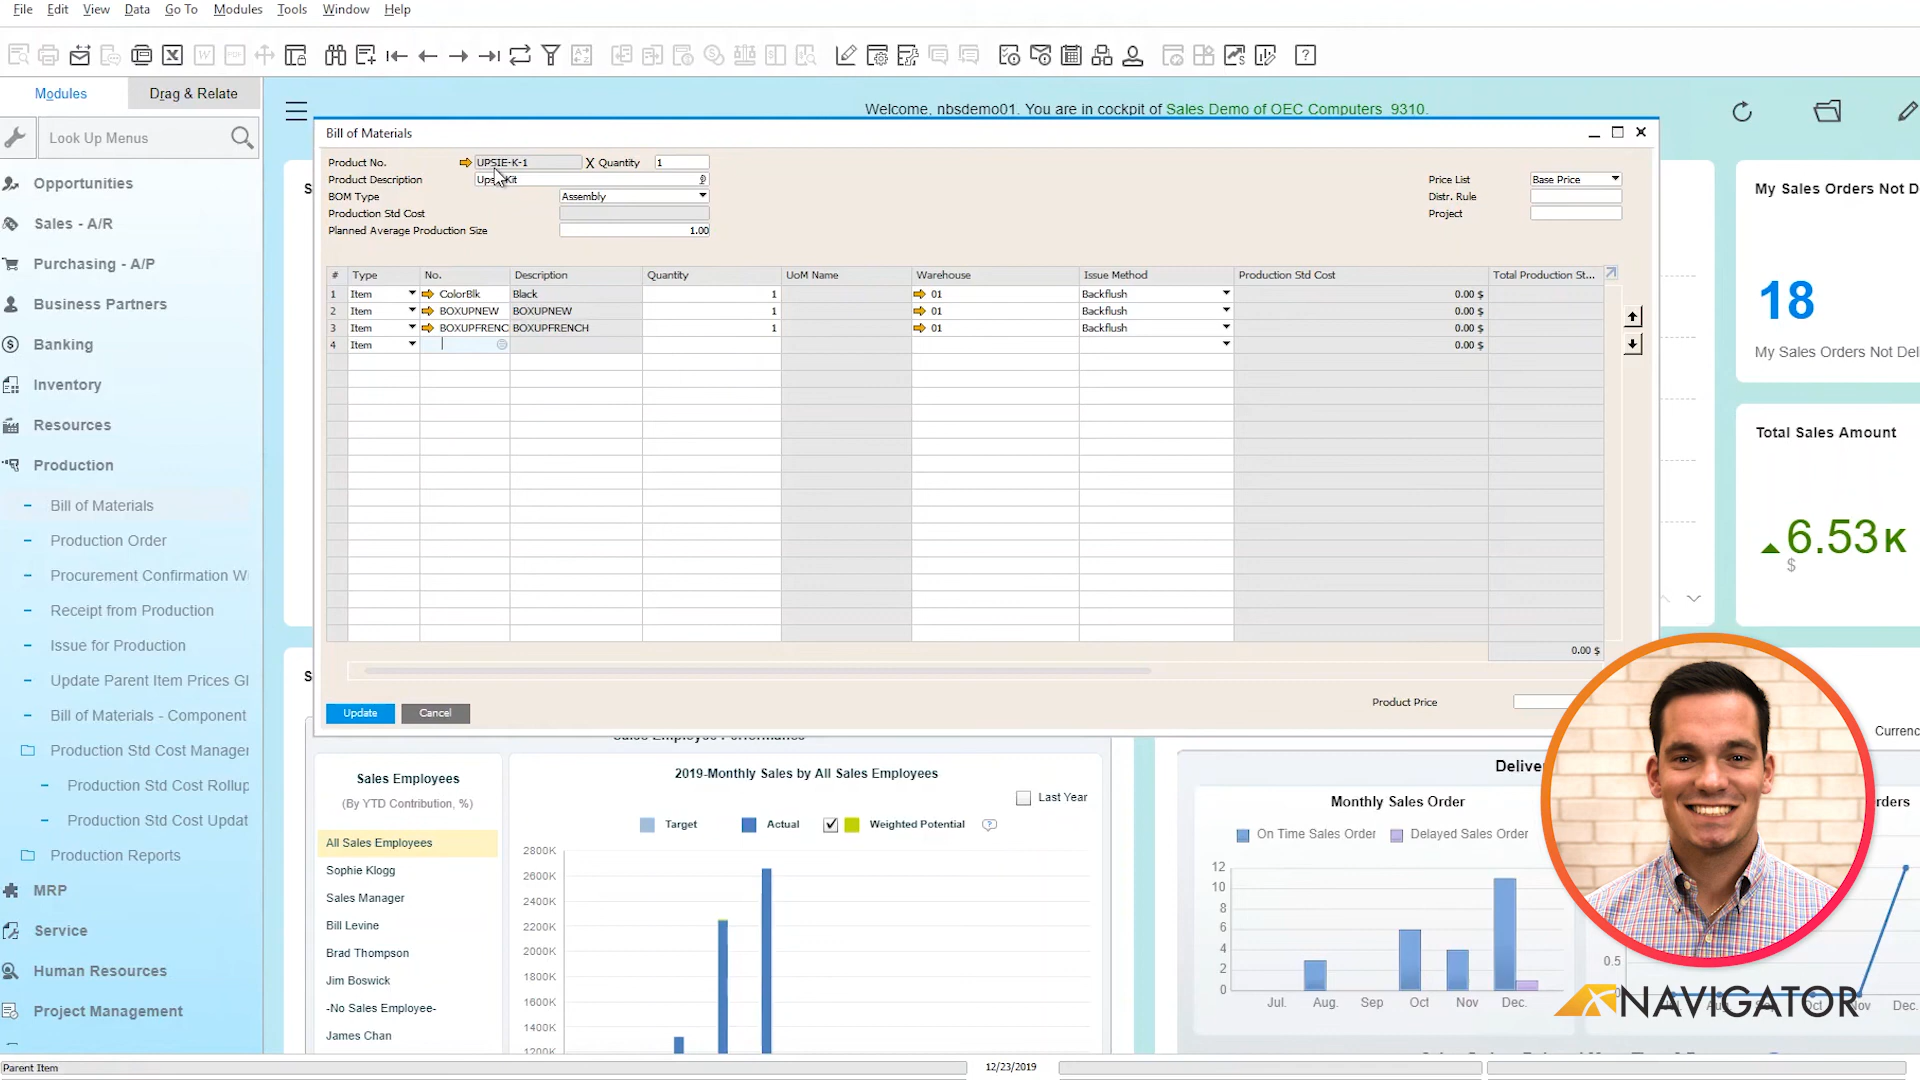 File Edit View Data Go To Modules Tools Window Help
Modules Drag & Relate
Look Up Menus
Opportunities
Sales - A/R
Purchasing - A/P
Business Partners
Banking
Inventory
Resources
Production
Bill of Materials
Production Order
Procurement Confirmation W
Receipt from Production
Issue for Production
Update Parent Item Prices Gl
Bill of Materials - Component
Production Std Cost Manager
Production Std Cost Rollup
Production Std Cost Updat
Production Reports
MRP
Service
Human Resources
Project Management
Welcome, nbsdemo01. You are in cockpit of Sales Demo of OEC Computers_9310.
Bill of Materials
Product No. UPSIE-K-1 X Quantity 1
Product Description Kit
BOM Type Assembly
Production Std Cost
Planned Average Production Size 1.00
Price List Base Price
Distr. Rule
Project
# Type No. Description Quantity UoM Name Warehouse Issue Method Production Std Cost Total Production St...
1 Item ColorBlk Black 1 01 Backflush 0.00 $
2 Item BOXUPNEW BOXUPNEW 1 01 Backflush 0.00 $
3 Item BOXUPFRENC BOXUPFRENCH 1 01 Backflush 0.00 $
4 Item 0.00 $
0.00 $
Product Price
Update Cancel
My Sales Orders Not D
18
My Sales Orders Not Del
Total Sales Amount
6.53 K
$
Sales Employee Performance
Sales Employees
(By YTD Contribution, %)
All Sales Employees
Sophie Klogg
Sales Manager
Bill Levine
Brad Thompson
Jim Boswick
-No Sales Employee-
James Chan
2019-Monthly Sales by All Sales Employees
Last Year
Target Actual Weighted Potential
2800K
2600K
2400K
2200K
2000K
1800K
1600K
1400K
1200K
Currenc
Deliver
Monthly Sales Order
On Time Sales Order Delayed Sales Order
12
10
8
6
4
2
0
Jul. Aug. Sep Oct Nov Dec.
rders
0.5
Oct Nov Dec.
NAVIGATOR
Parent Item 12/23/2019